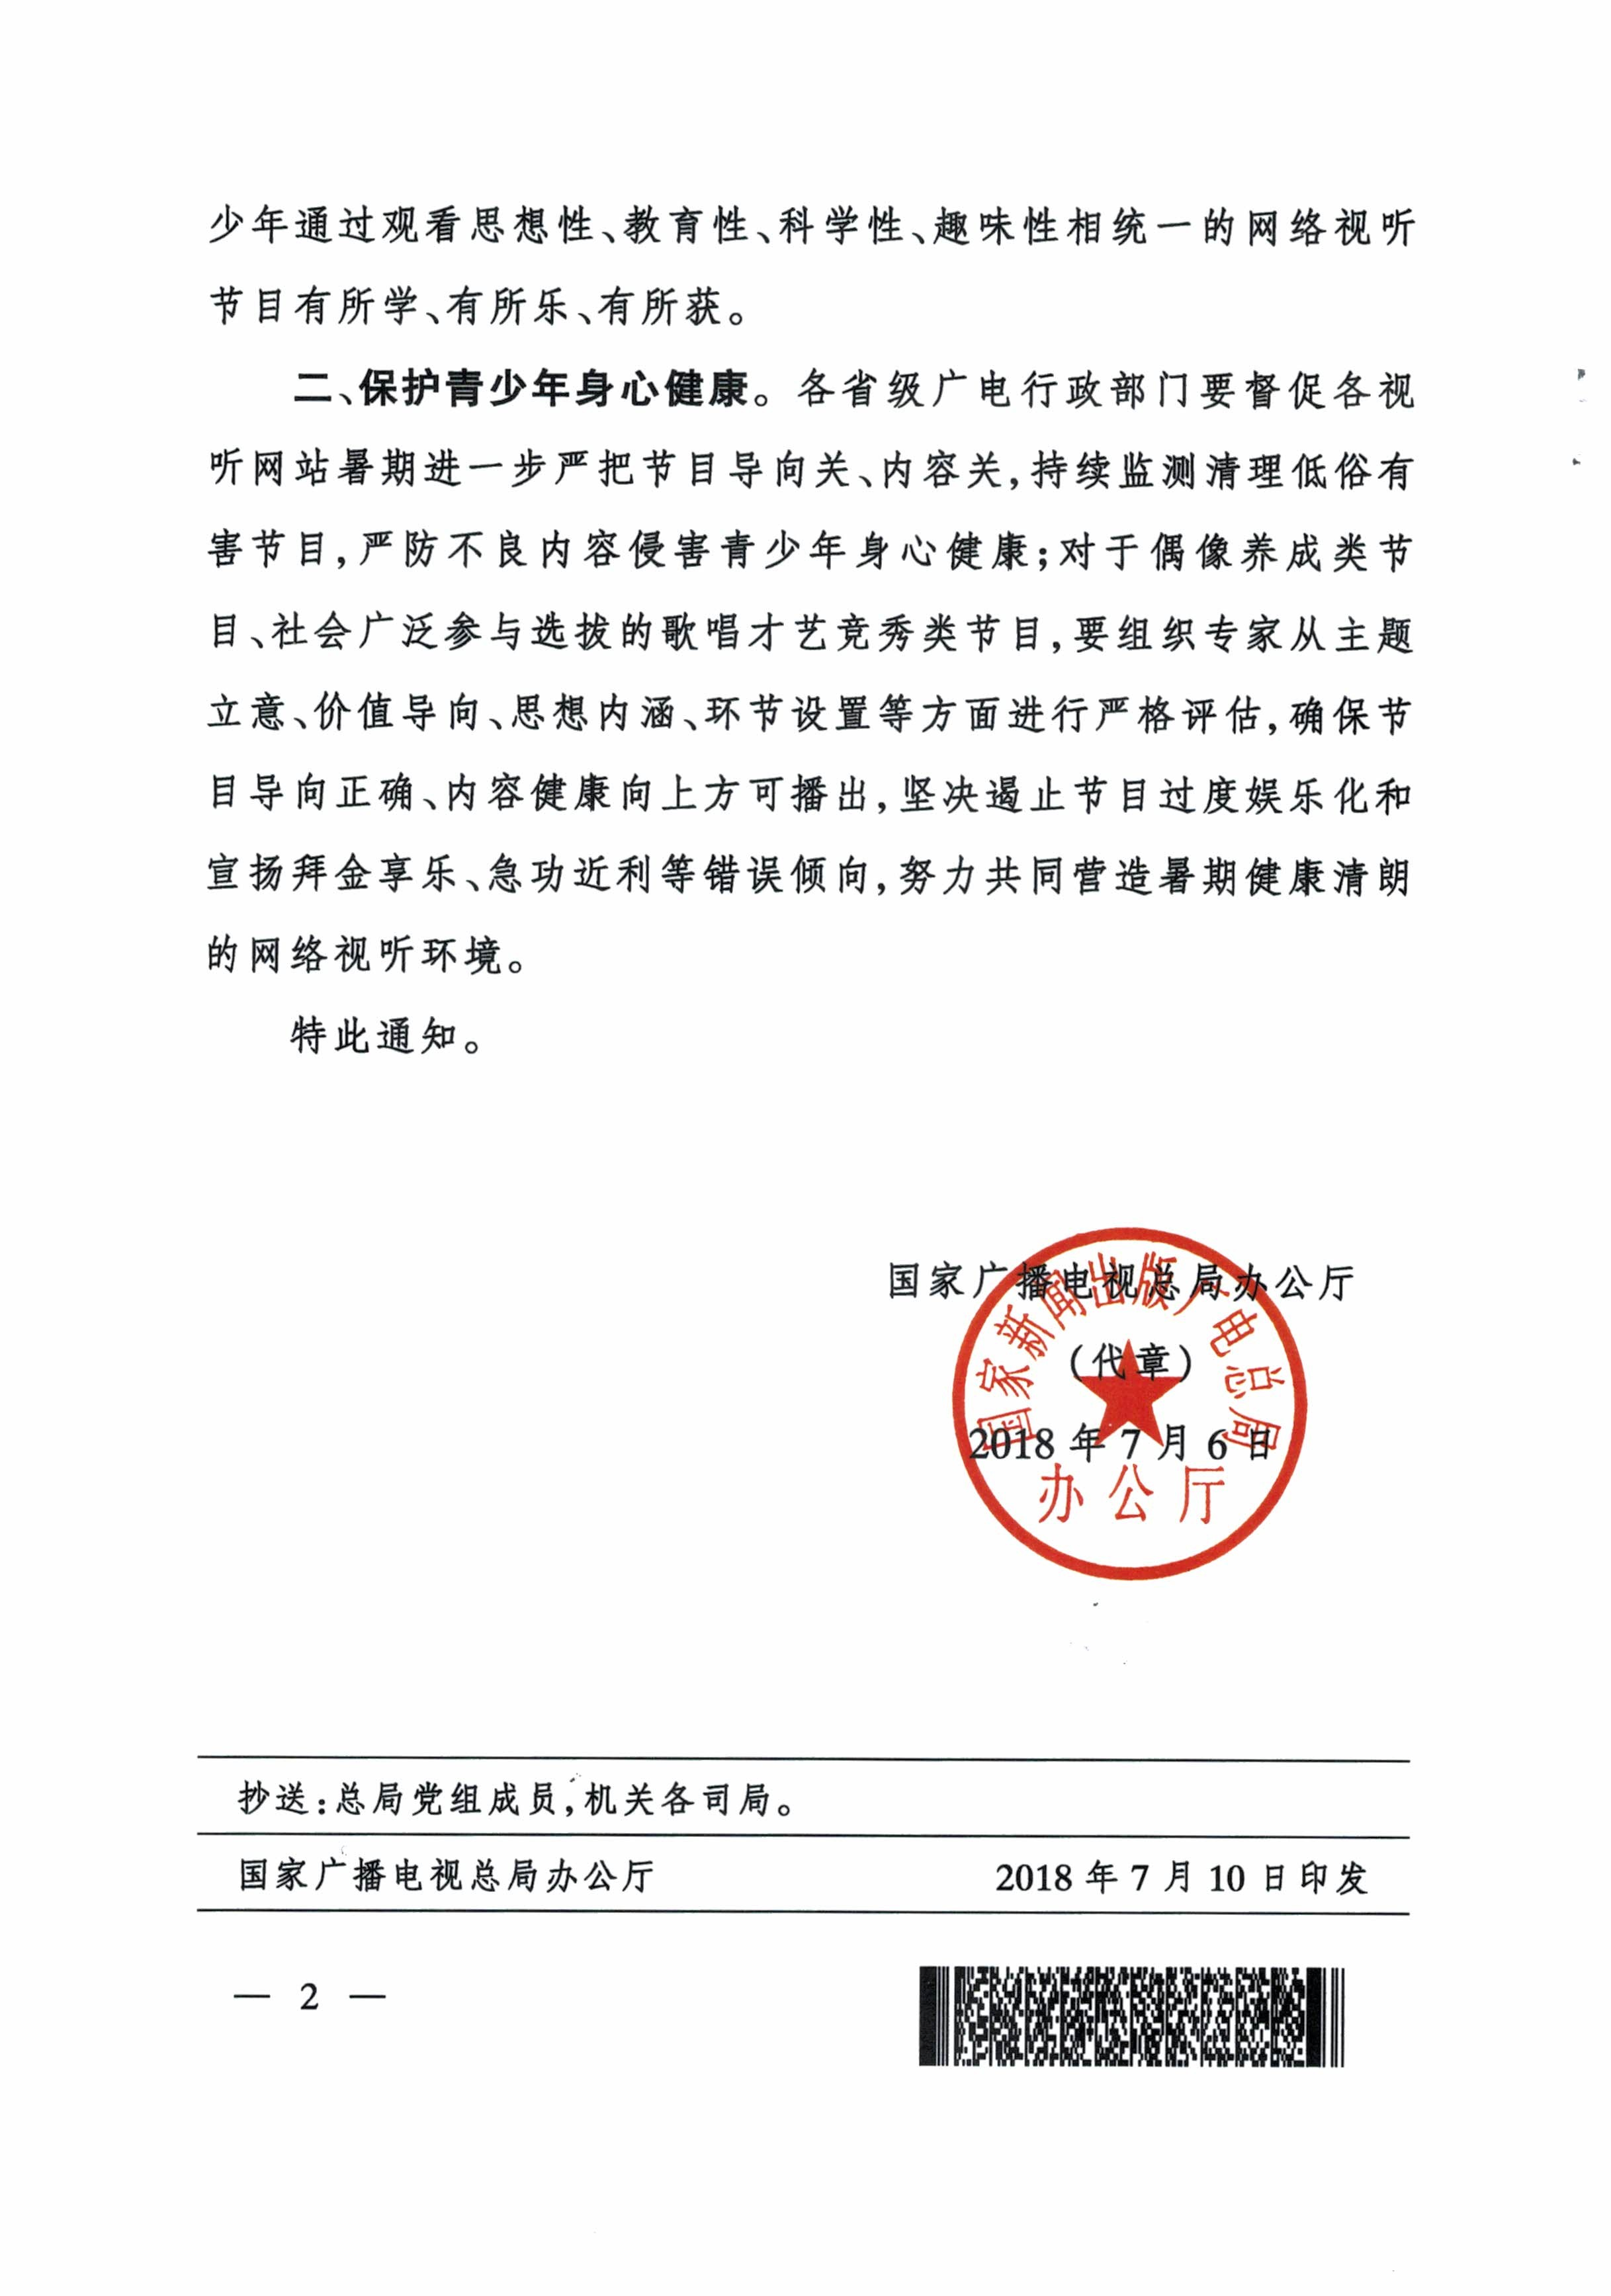 少年通过观看思想性、教育性、科学性、趣味性相统一的网络视听
节目有所学、有所乐、有所获。
二、保护青少年身心健康。各省级广电行政部门要督促各视
听网站暑期进一步严把节目导向关、内容关,持续监测清理低俗有
害节目,严防不良内容侵害青少年身心健康;对于偶像养成类节
目、社会广泛参与选拔的歌唱才艺竞秀类节目,要组织专家从主题
立意、价值导向、思想内涵、环节设置等方面进行严格评估,确保节
目导向正确、内容健康向上方可播出,坚决遏止节目过度娱乐化和
宣扬拜金享乐、急功近利等错误倾向,努力共同营造暑期健康清朗
的网络视听环境。
特此通知。
国家广播电视总局办公厅
(代章)
2018 年 7 月 6 日
国家新闻出版广电总局
办公厅
抄送:总局党组成员,机关各司局。
国家广播电视总局办公厅 2018 年 7 月 10 日印发
— 2 —